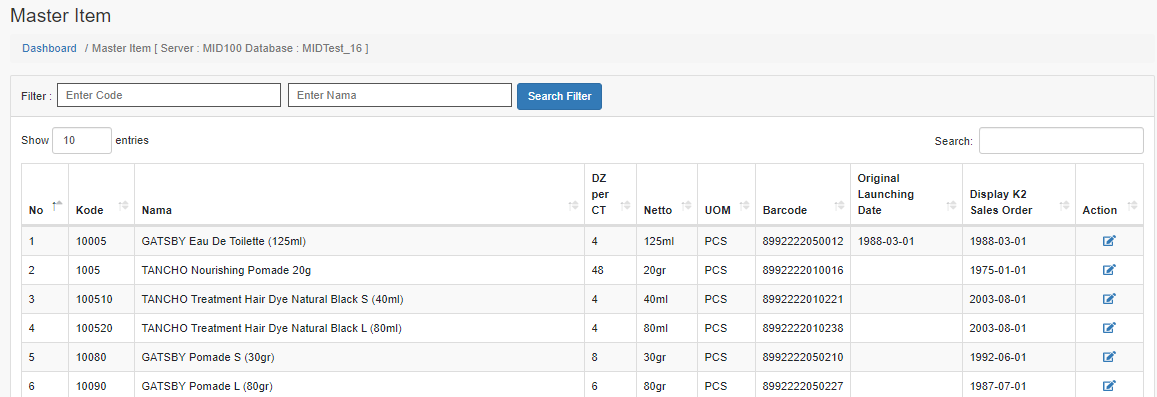 Master Item
Dashboard / Master Item [ Server : MID100 Database : MIDTest_16 ]
Filter : Enter Code Enter Nama Search Filter
Show 10 entries Search:
No Kode Nama DZ per CT Netto UOM Barcode Original Launching Date Display K2 Sales Order Action
1 10005 GATSBY Eau De Toilette (125ml) 4 125ml PCS 8992222050012 1988-03-01 1988-03-01
2 1005 TANCHO Nourishing Pomade 20g 48 20gr PCS 8992222010016 1975-01-01
3 100510 TANCHO Treatment Hair Dye Natural Black S (40ml) 4 40ml PCS 8992222010221 2003-08-01
4 100520 TANCHO Treatment Hair Dye Natural Black L (80ml) 4 80ml PCS 8992222010238 2003-08-01
5 10080 GATSBY Pomade S (30gr) 8 30gr PCS 8992222050210 1992-06-01
6 10090 GATSBY Pomade L (80gr) 6 80gr PCS 8992222050227 1987-07-01